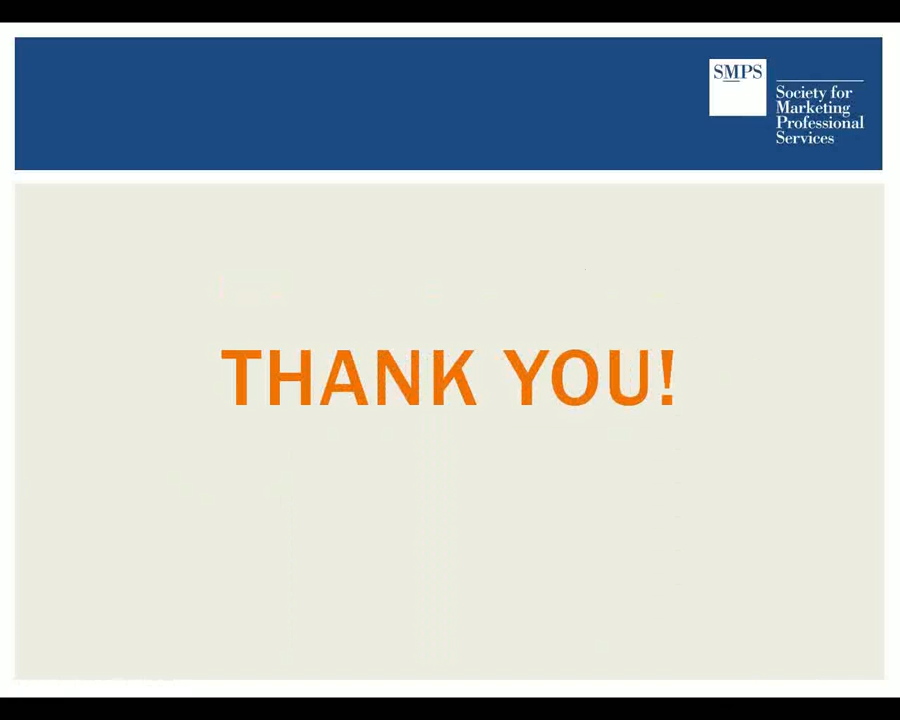 SMPS
Society for
Marketing
Professional
Services
THANK YOU!